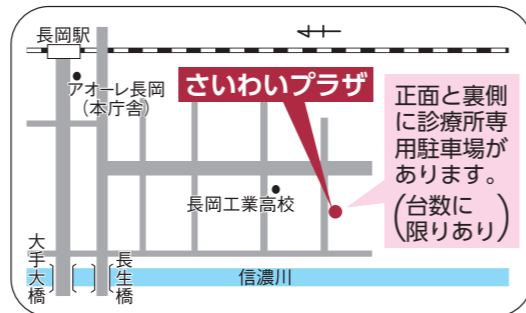 長岡駅
アオーレ長岡
(本庁舎)
さいわいプラザ
正面と裏側
に診療所専
用駐車場が
あります。
(台数に
限りあり)
長岡工業高校
大手大橋
長生橋
信濃川